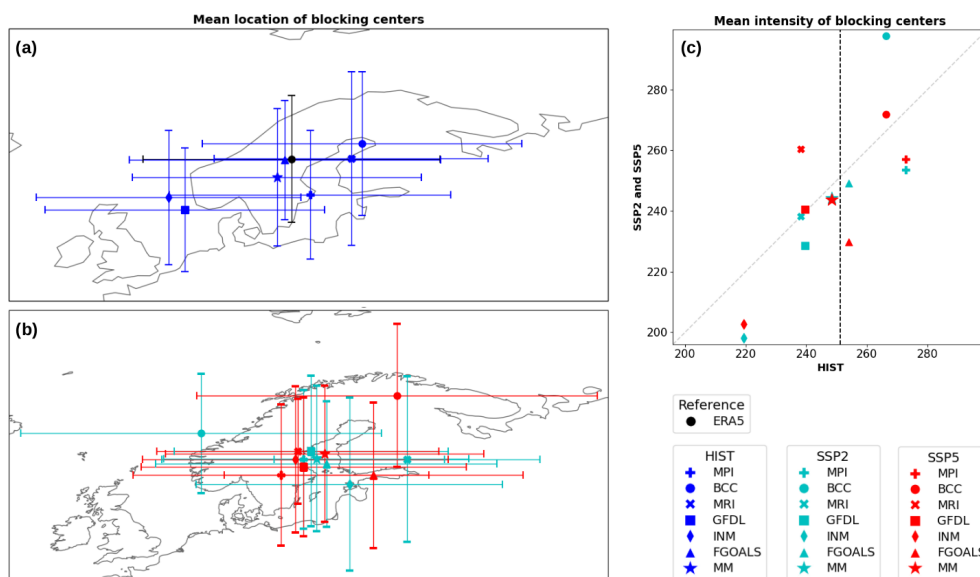 Mean location of blocking centers
(a)
(b)
Mean intensity of blocking centers
(c)
SSP2 and SSP5
280
260
240
220
200
200 220 240 260 280
HIST
Reference
ERA5
HIST
MPI
BCC
MRI
GFDL
INM
FGOALS
MM
SSP2
MPI
BCC
MRI
GFDL
INM
FGOALS
MM
SSP5
MPI
BCC
MRI
GFDL
INM
FGOALS
MM